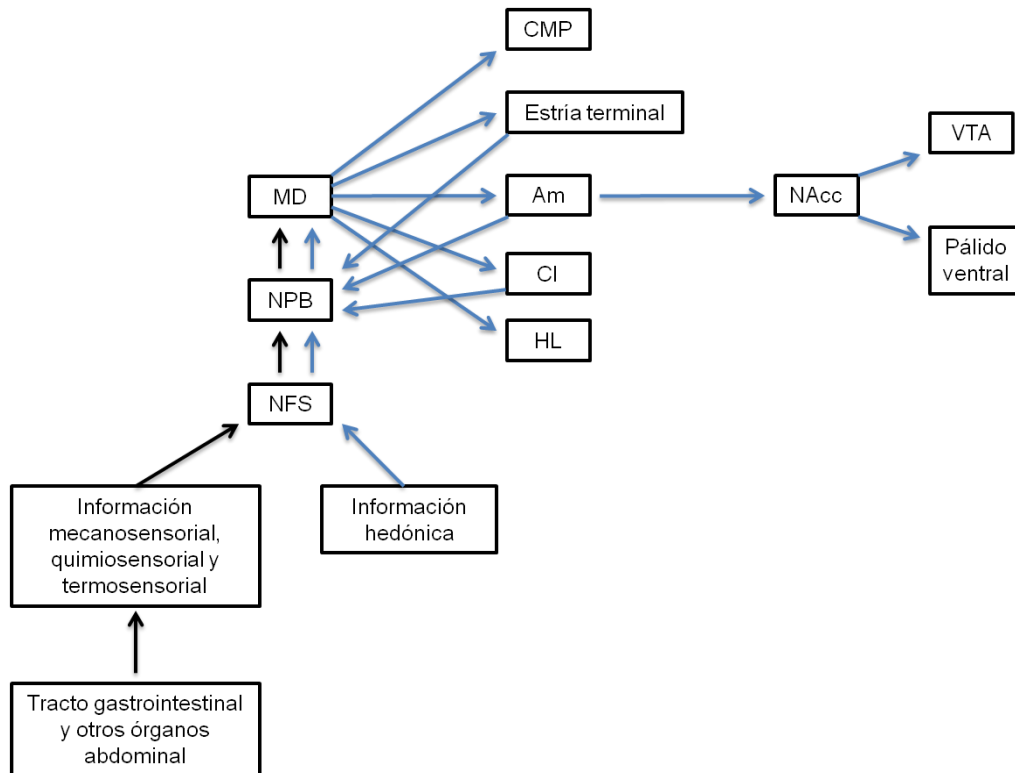 CMP
Estría terminal
VTA
MD
Am
NAcc
Pálido
ventral
CI
NPB
HL
NFS
Información
mecanosensorial,
quimiosensorial y
termosensorial
Información
hedónica
Tracto gastrointestinal
y otros órganos
abdominal